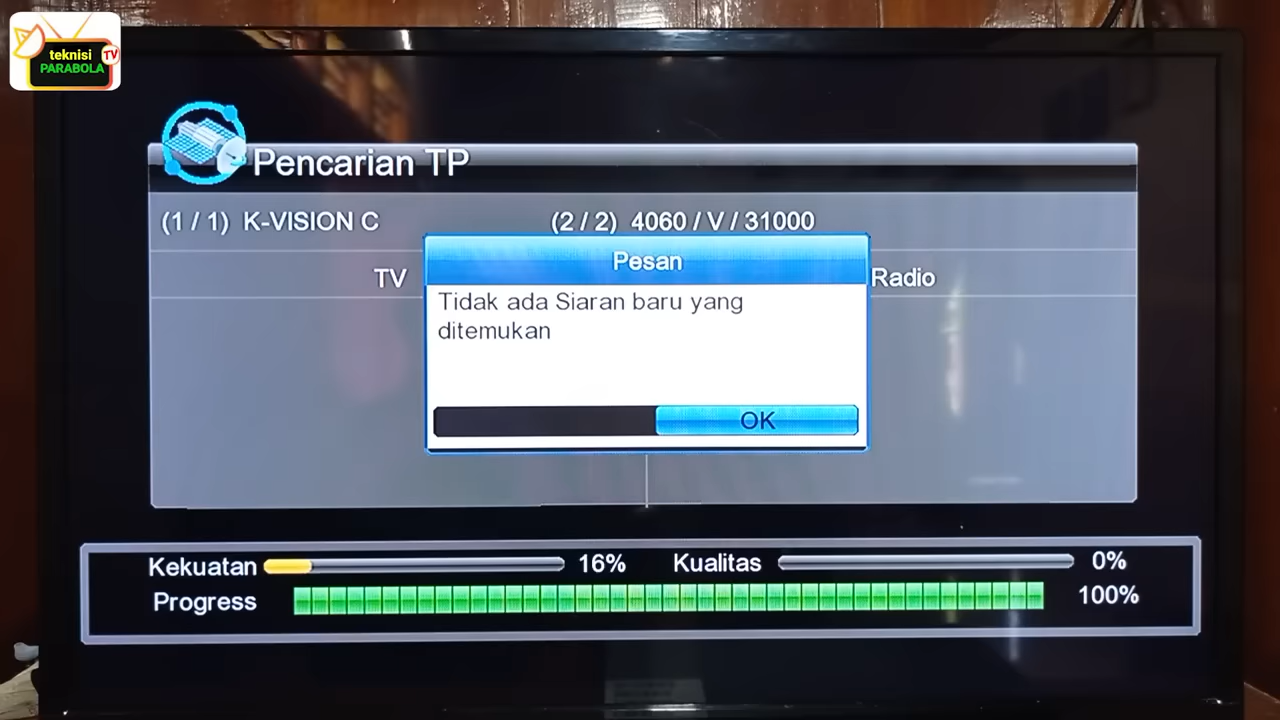 teknisi
TV
PARABOLA
Pencarian TP
(1 / 1) K-VISION C (2 / 2) 4060 / V / 31000
TV Radio
Pesan
Tidak ada Siaran baru yang
ditemukan
OK
Kekuatan 16% Kualitas 0%
Progress 100%